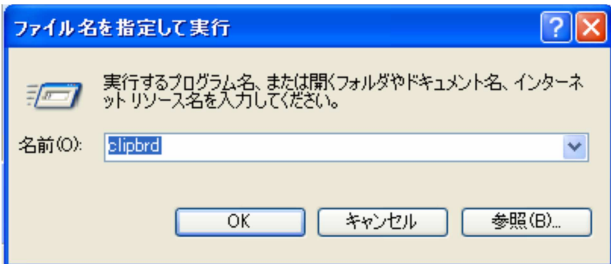 ファイル名を指定して実行
実行するプログラム名、または開くフォルダやドキュメント名、インターネ
ット リソース名を入力してください。
名前(O):
clipbrd
OK
キャンセル
参照(B)...